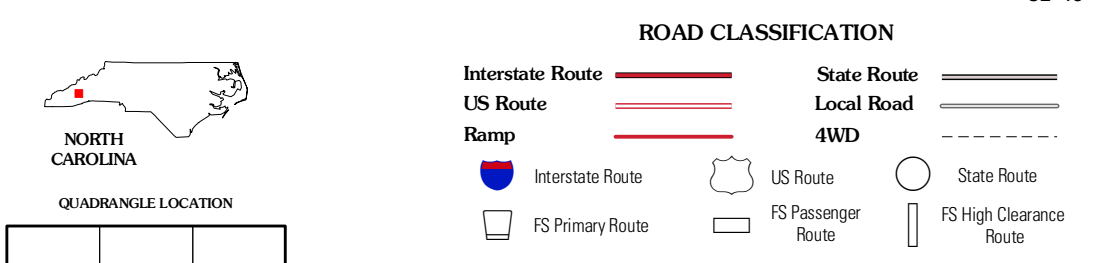 ROAD CLASSIFICATION
Interstate Route
State Route
US Route
Local Road
Ramp
4WD
Interstate Route
US Route
State Route
FS Primary Route
FS Passenger
Route
FS High Clearance
Route
NORTH
CAROLINA
QUADRANGLE LOCATION